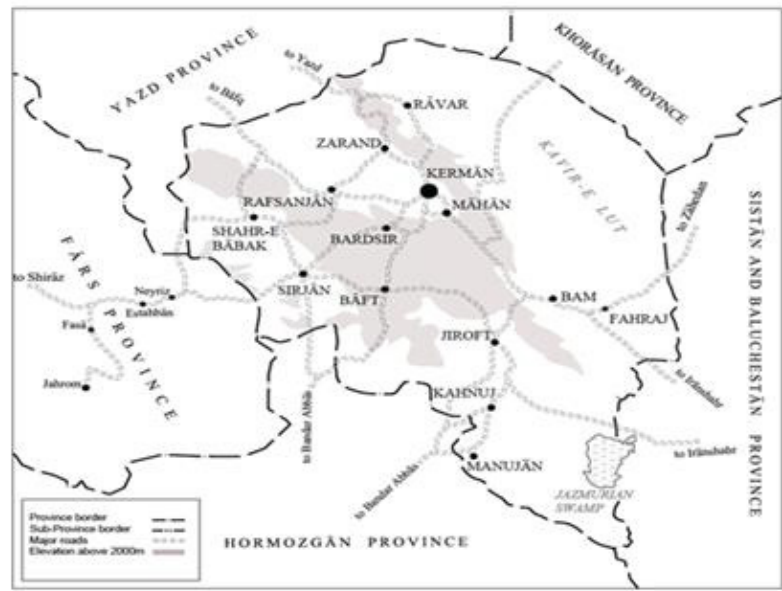 YAZD PROVINCE
to Yazd
to Bāfq
KHORĀSAN PROVINCE
RĀVAR
ZARAND
KERMĀN
KAVIR-E LUT
RAFSANJĀN
MĀHĀN
SHAHR-E
BĀBAK
BARDSIR
to Zāhedan
SISTĀN AND BALUCHESTĀN PROVINCE
FĀRS PROVINCE
to Shirāz
Neyriz
Estahbān
SIRJĀN
BĀFT
BAM
FAHRAJ
Fasā
JIROFT
Jahrom
KAHNUJ
to Irānshahr
to Bandar Abbās
to Bandar Abbās
MANUJĀN
to Irānshahr
JAZMURIAN
SWAMP
HORMOZGĀN PROVINCE
Province border
Sub-Province border
Major roads
Elevation above 2000m